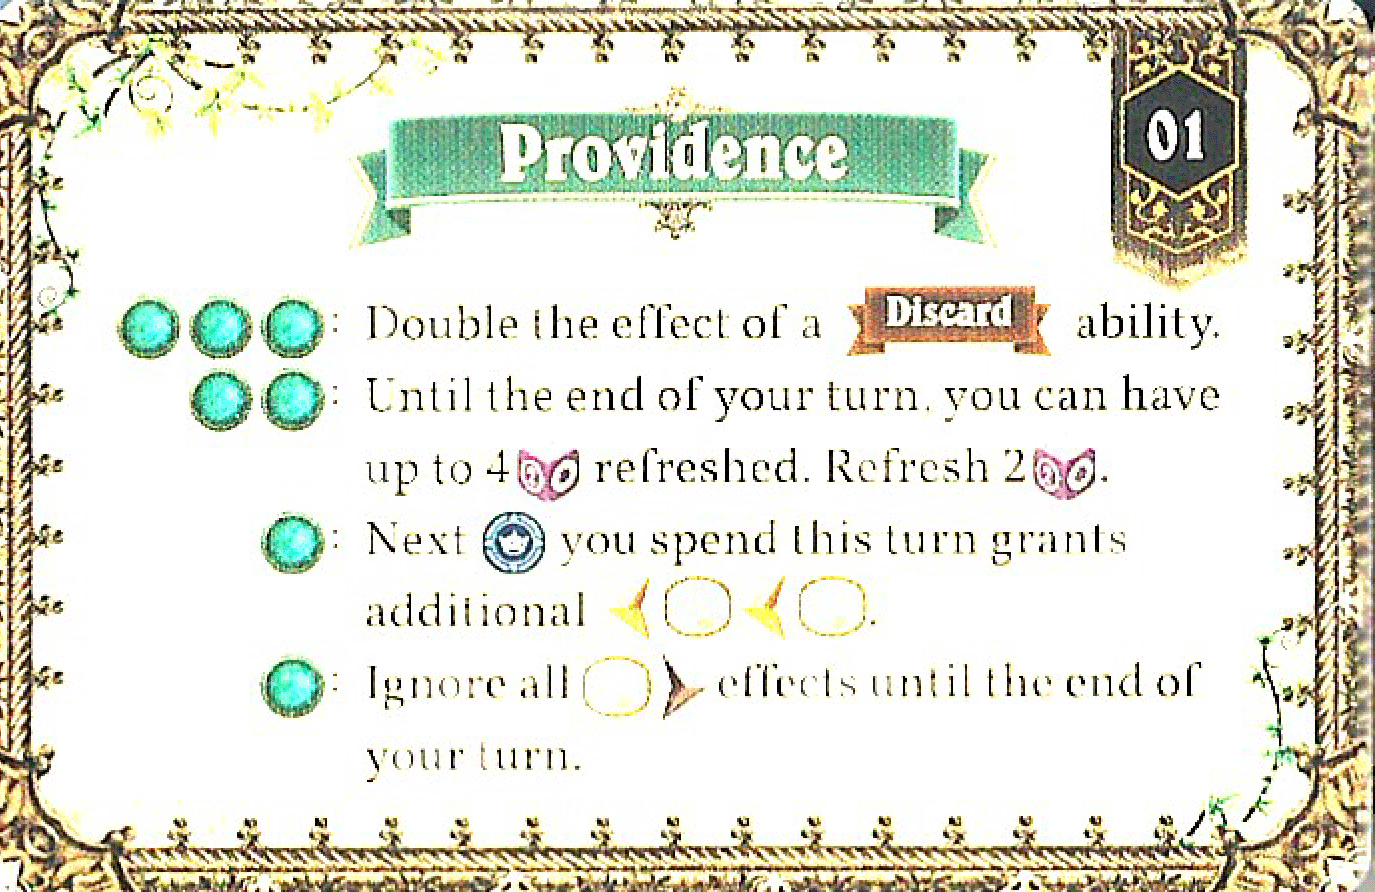 Providence
01
: Double the effect of a Discard ability.
: Until the end of your turn, you can have
up to 4 refreshed. Refresh 2 .
: Next you spend this turn grants
additional .
: Ignore all effects until the end of
your turn.